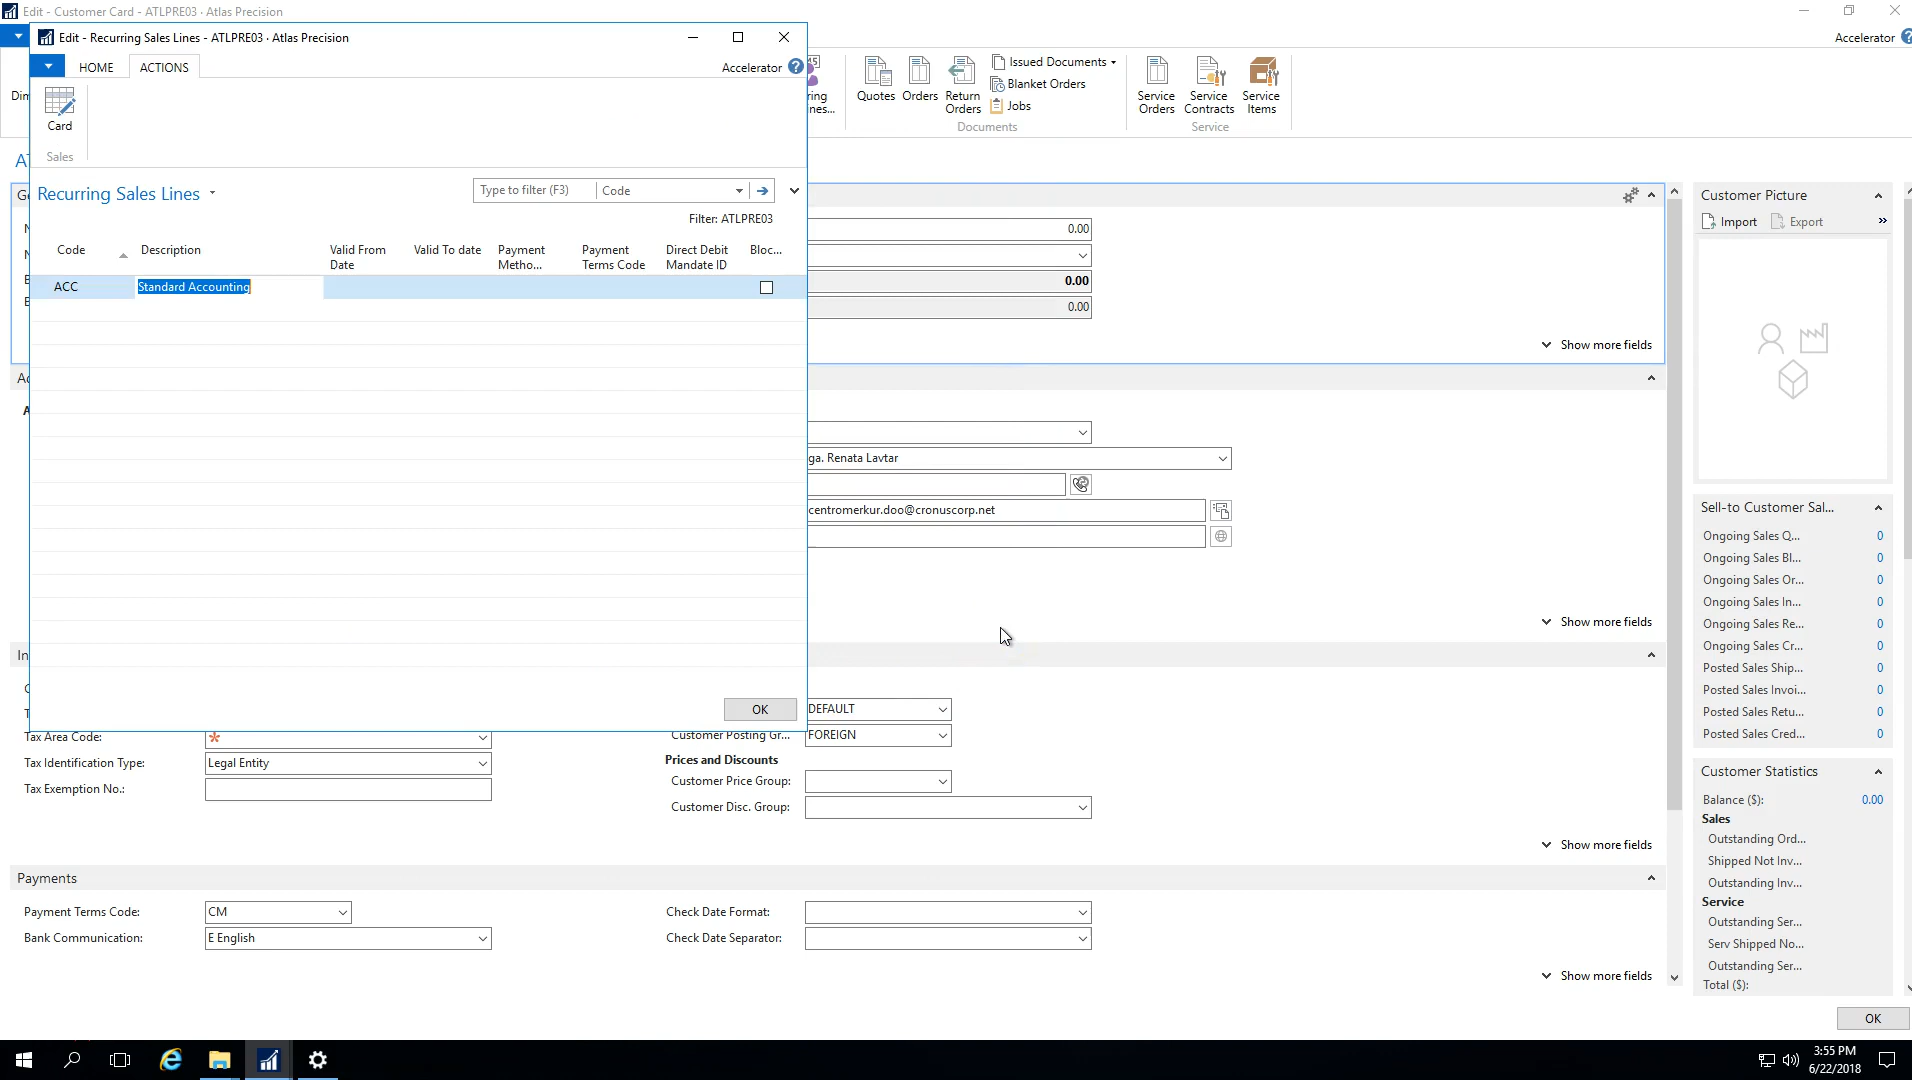 Edit - Customer Card - ATLPRE03 · Atlas Precision
Accelerator
Edit - Recurring Sales Lines - ATLPRE03 · Atlas Precision
HOME
ACTIONS
Accelerator
Card
Sales
Quotes
Orders
Return Orders
Issued Documents
Blanket Orders
Jobs
Documents
Service Orders
Service Contracts
Service Items
Service
Recurring Sales Lines
Type to filter (F3)
Code
Filter: ATLPRE03
Code
Description
Valid From Date
Valid To date
Payment Metho...
Payment Terms Code
Direct Debit Mandate ID
Bloc...
ACC
Standard Accounting
OK
0.00
0.00
0.00
Show more fields
ga. Renata Lavtar
centromerkur.doo@cronuscorp.net
Show more fields
DEFAULT
Tax Area Code:
Customer Posting Gr...
FOREIGN
Tax Identification Type:
Legal Entity
Prices and Discounts
Tax Exemption No.:
Customer Price Group:
Customer Disc. Group:
Show more fields
Payments
Payment Terms Code:
CM
Check Date Format:
Bank Communication:
E English
Check Date Separator:
Show more fields
Customer Picture
Import
Export
Sell-to Customer Sal...
Ongoing Sales Q... 0
Ongoing Sales Bl... 0
Ongoing Sales Or... 0
Ongoing Sales In... 0
Ongoing Sales Re... 0
Ongoing Sales Cr... 0
Posted Sales Ship... 0
Posted Sales Invoi... 0
Posted Sales Retu... 0
Posted Sales Cred... 0
Customer Statistics
Balance ($): 0.00
Sales
Outstanding Ord...
Shipped Not Inv...
Outstanding Inv...
Service
Outstanding Ser...
Serv Shipped No...
Outstanding Ser...
Total ($):
OK
3:55 PM
6/22/2018